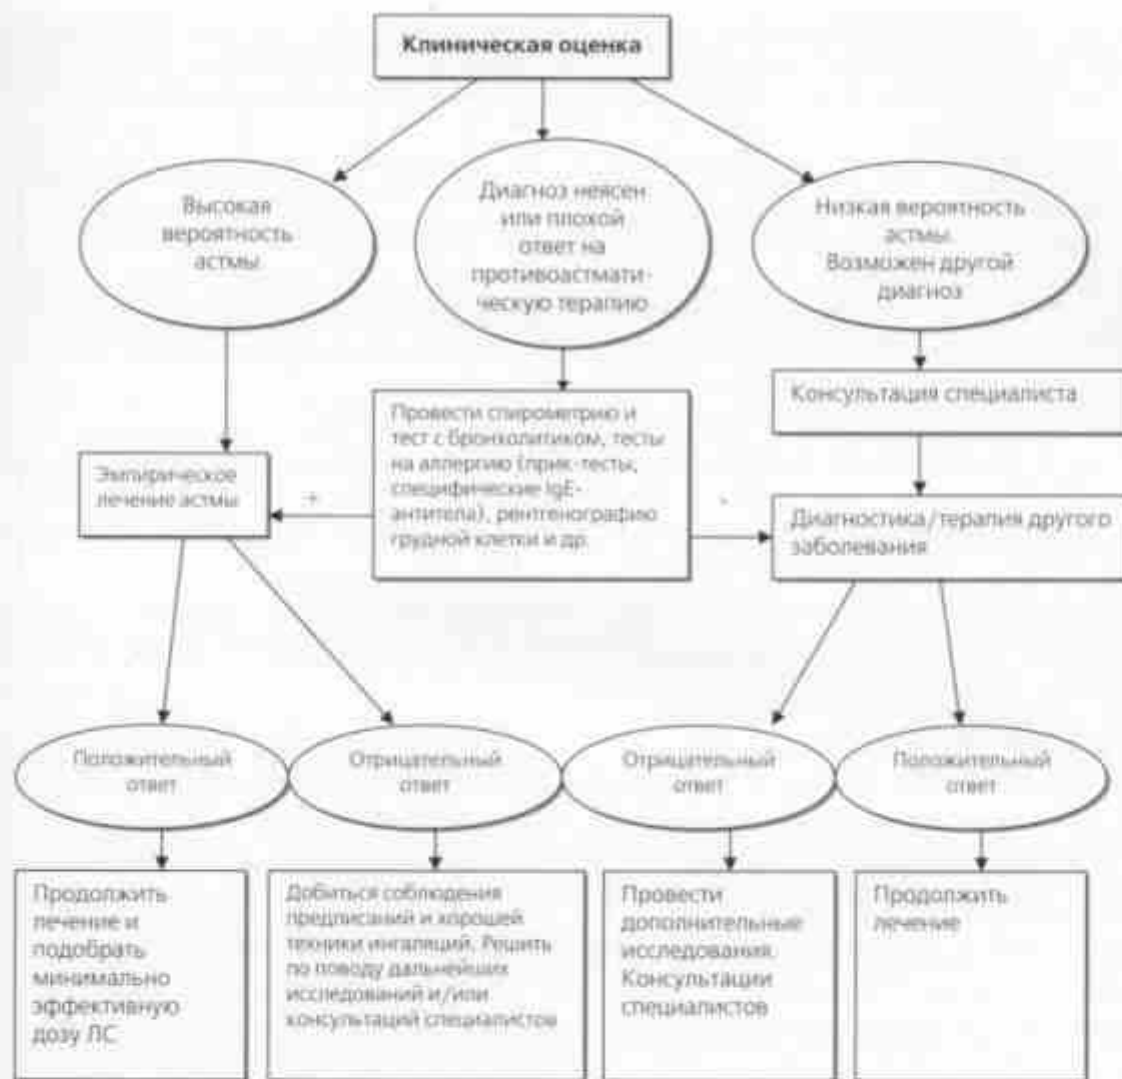 Клиническая оценка
Высокая
вероятность
астмы
Диагноз неясен
или плохой
ответ на
противоастмати-
ческую терапию
Низкая вероятность
астмы.
Возможен другой
диагноз
Консультация специалиста
Провести спирометрию и
тест с бронхолитиком, тесты
на аллергию (прик-тесты,
специфические IgE-
антитела), рентгенографию
грудной клетки и др.
Эмпирическое
лечение астмы
+
-
Диагностика/терапия другого
заболевания
Положительный
ответ
Отрицательный
ответ
Отрицательный
ответ
Положительный
ответ
Продолжить
лечение и
подобрать
минимально
эффективную
дозу ЛС
Добиться соблюдения
предписаний и хорошей
техники ингаляций. Решить
по поводу дальнейших
исследований и/или
консультаций специалистов
Провести
дополнительные
исследования.
Консультации
специалистов
Продолжить
лечение